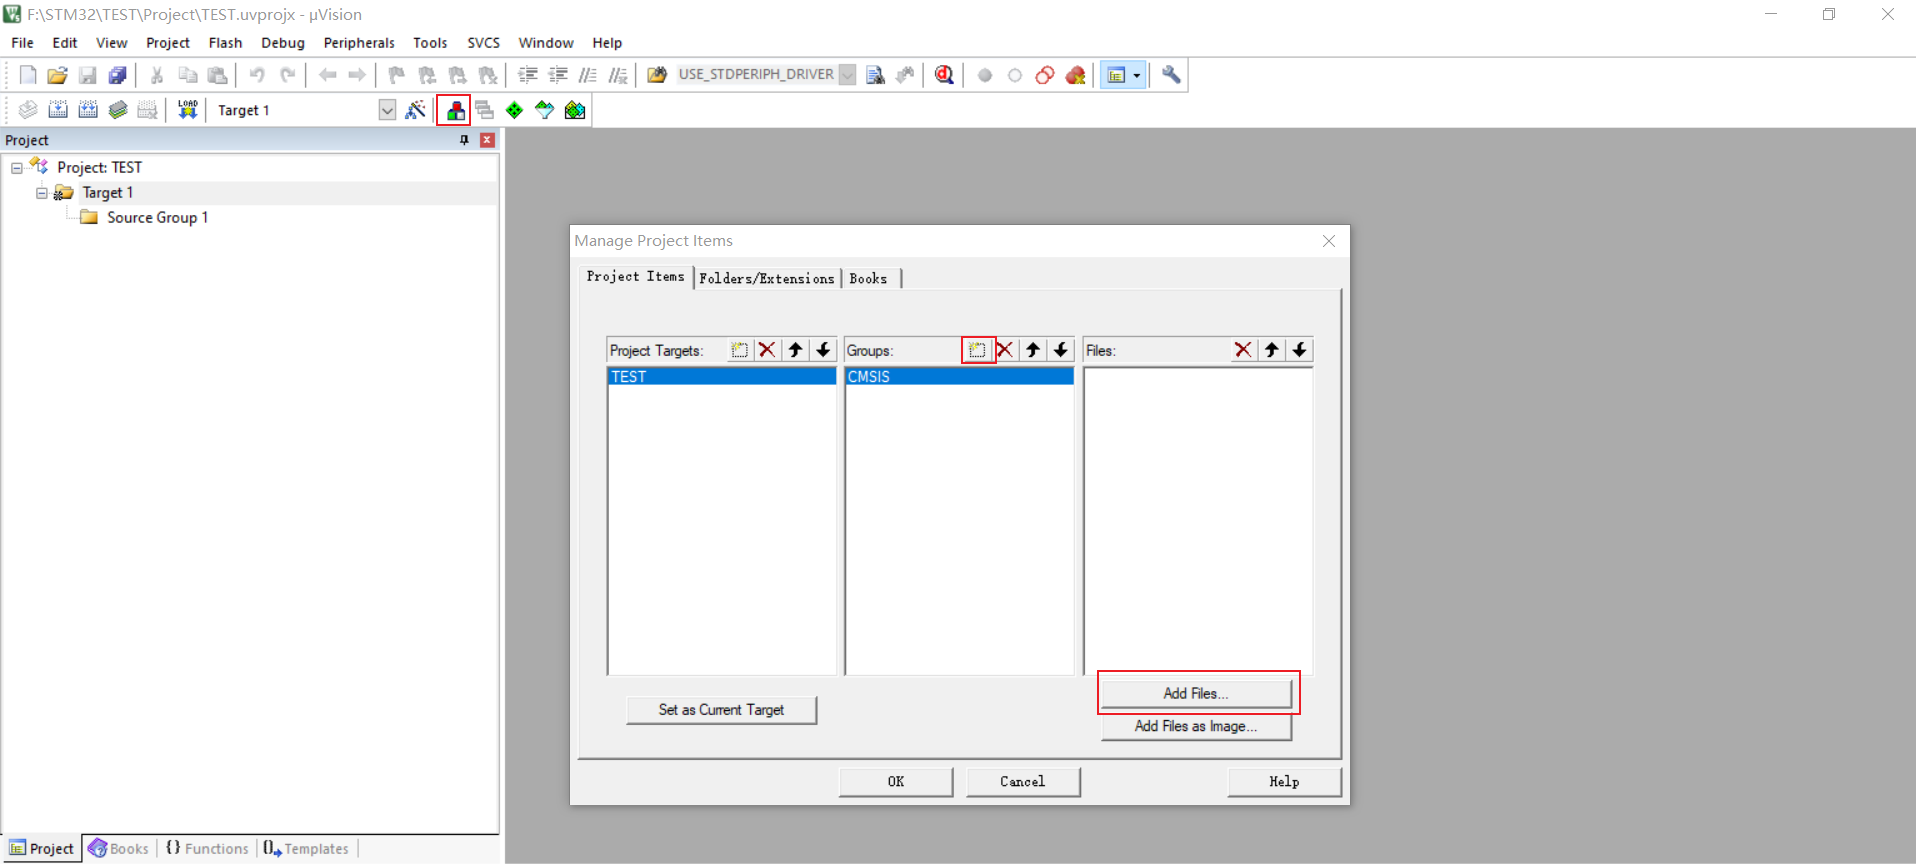 F:\STM32\TEST\Project\TEST.uvprojx - µVision
File Edit View Project Flash Debug Peripherals Tools SVCS Window Help
USE_STDPERIPH_DRIVER
LOAD Target 1
Project
Project: TEST
Target 1
Source Group 1
Manage Project Items
Project Items Folders/Extensions Books
Project Targets: Groups: Files:
TEST CMSIS
Add Files...
Set as Current Target
Add Files as Image...
OK Cancel Help
Project Books {} Functions Templates